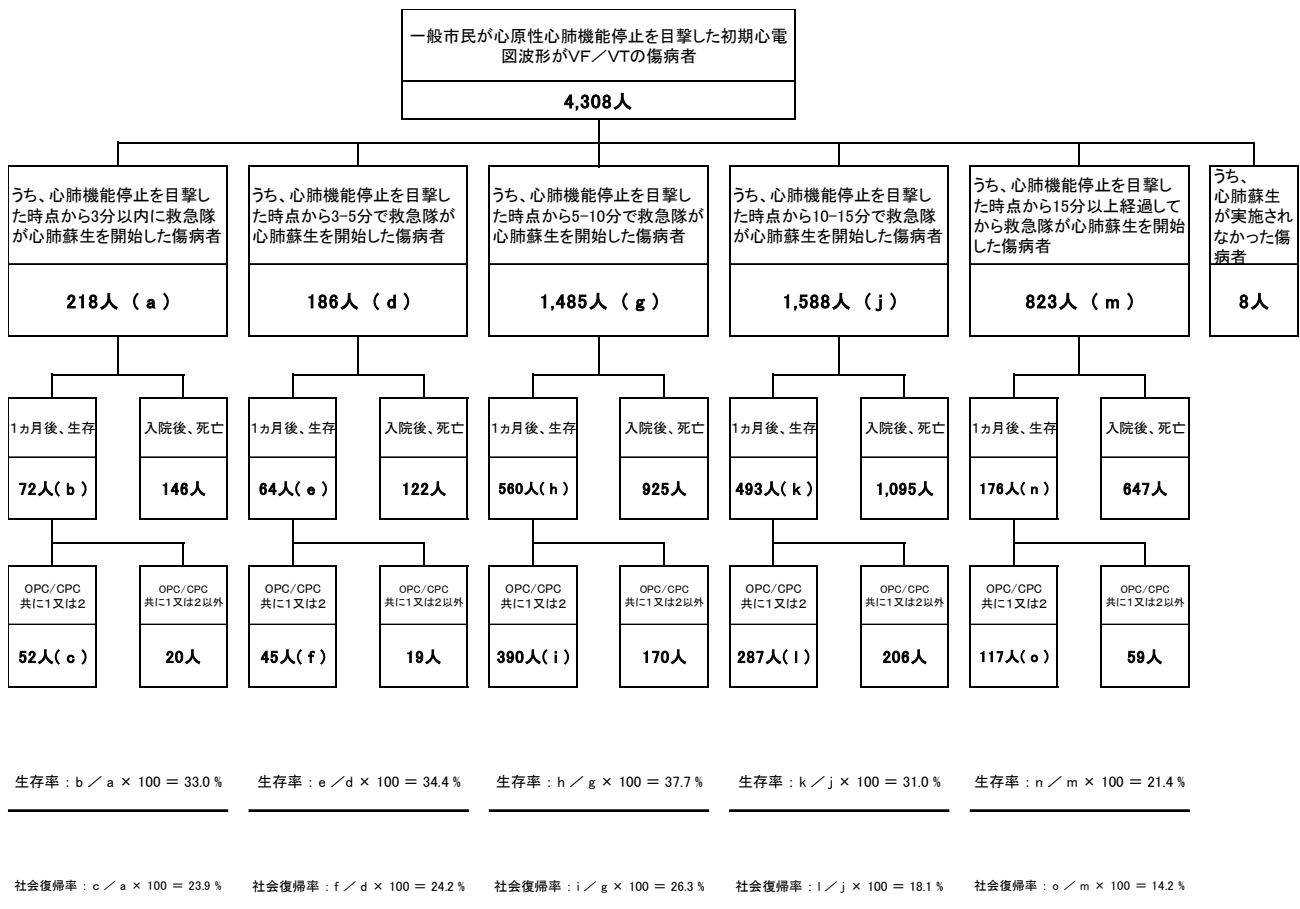 一般市民が心原性心肺機能停止を目撃した初期心電
図波形がVF／VTの傷病者
4,308人
うち、心肺機能停止を目撃し
た時点から3分以内に救急隊
が心肺蘇生を開始した傷病者
218人 （ a ）
うち、心肺機能停止を目撃し
た時点から3-5分で救急隊が
心肺蘇生を開始した傷病者
186人 （ d ）
うち、心肺機能停止を目撃し
た時点から5-10分で救急隊が
心肺蘇生を開始した傷病者
1,485人 （ g ）
うち、心肺機能停止を目撃し
た時点から10-15分で救急隊
が心肺蘇生を開始した傷病者
1,588人 （ j ）
うち、心肺機能停止を目撃し
た時点から15分以上経過して
から救急隊が心肺蘇生を開始
した傷病者
823人 （ m ）
うち、
心肺蘇生
が実施され
なかった傷
病者
8人
1ヵ月後、生存
72人( b )
入院後、死亡
146人
1ヵ月後、生存
64人( e )
入院後、死亡
122人
1ヵ月後、生存
560人( h )
入院後、死亡
925人
1ヵ月後、生存
493人( k )
入院後、死亡
1,095人
1ヵ月後、生存
176人( n )
入院後、死亡
647人
OPC/CPC
共に1又は2
52人( c )
OPC/CPC
共に1又は2以外
20人
OPC/CPC
共に1又は2
45人( f )
OPC/CPC
共に1又は2以外
19人
OPC/CPC
共に1又は2
390人( i )
OPC/CPC
共に1又は2以外
170人
OPC/CPC
共に1又は2
287人( l )
OPC/CPC
共に1又は2以外
206人
OPC/CPC
共に1又は2
117人( o )
OPC/CPC
共に1又は2以外
59人
生存率 : b ／ a × 100 ＝ 33.0 %
生存率 : e ／ d × 100 ＝ 34.4 %
生存率 : h ／ g × 100 ＝ 37.7 %
生存率 : k ／ j × 100 ＝ 31.0 %
生存率 : n ／ m × 100 ＝ 21.4 %
社会復帰率 : c ／ a × 100 ＝ 23.9 %
社会復帰率 : f ／ d × 100 ＝ 24.2 %
社会復帰率 : i ／ g × 100 ＝ 26.3 %
社会復帰率 : l ／ j × 100 ＝ 18.1 %
社会復帰率 : o ／ m × 100 ＝ 14.2 %